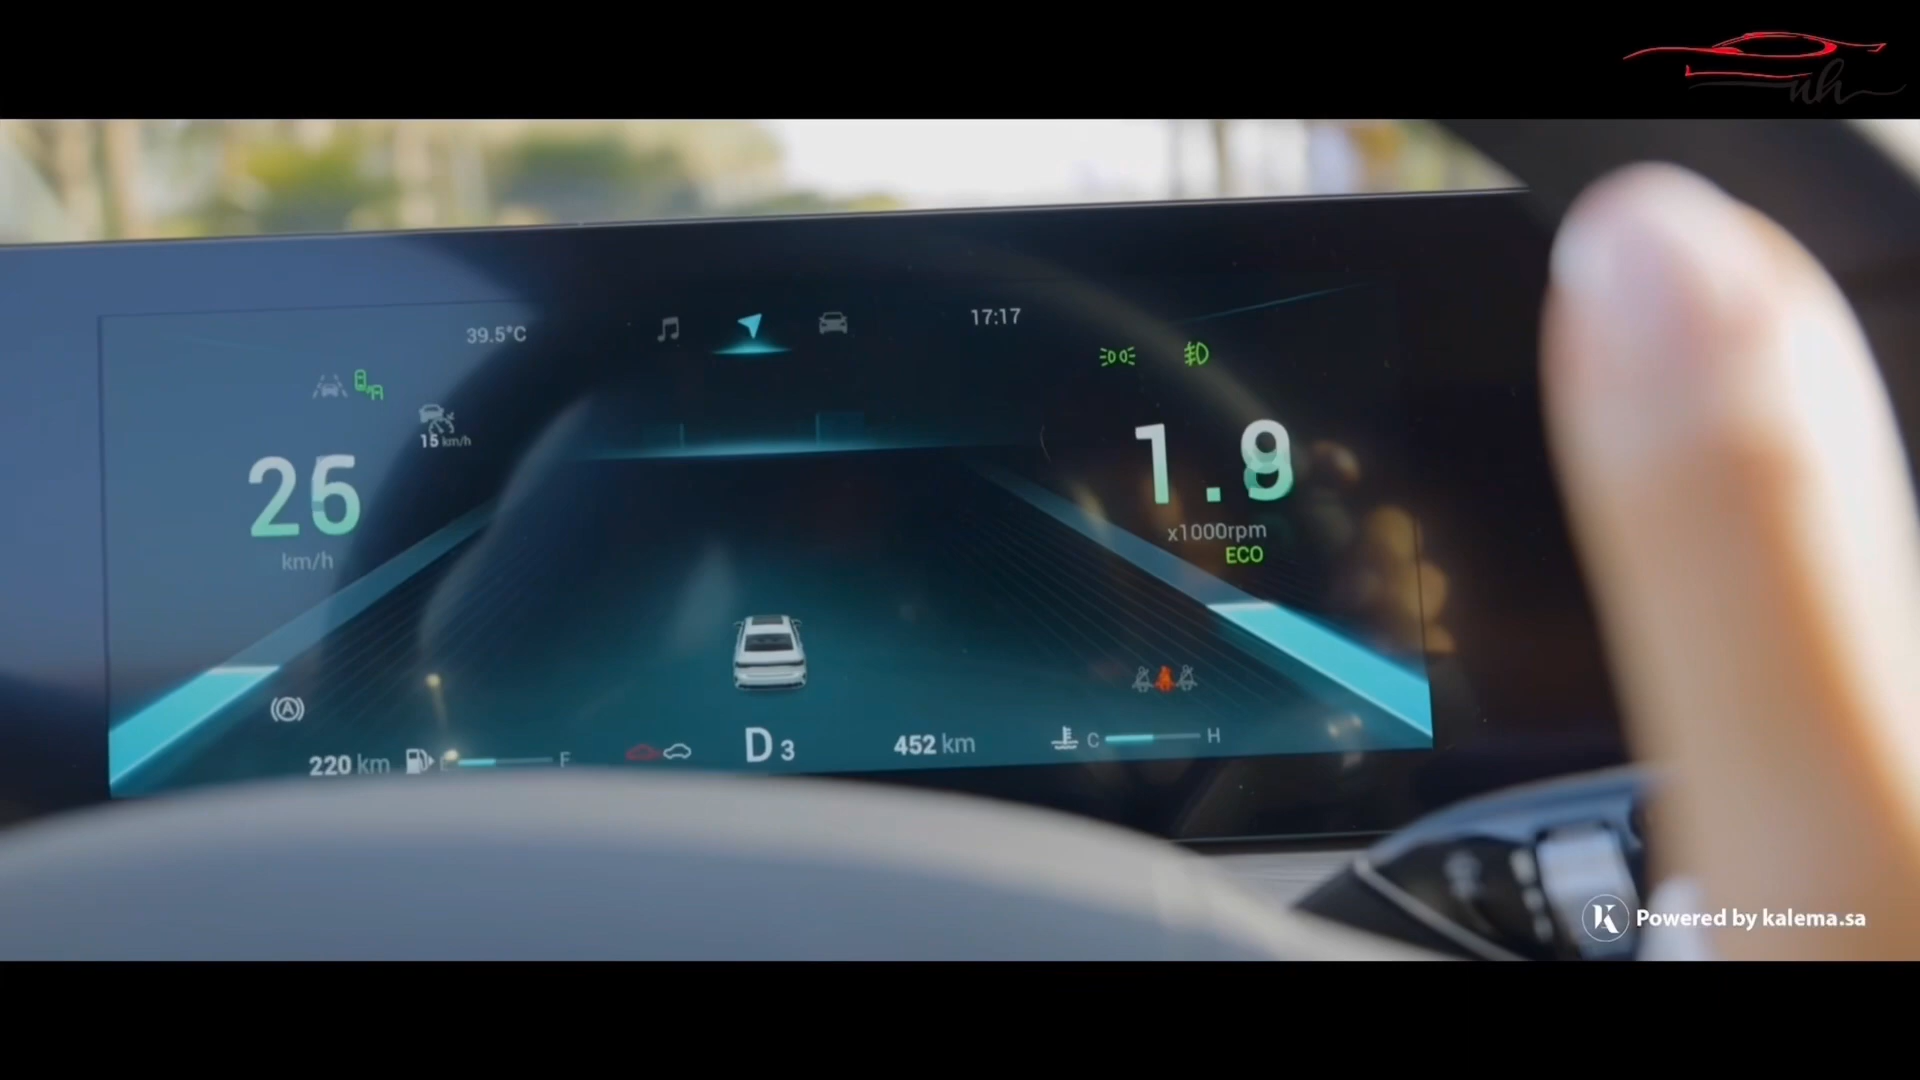 39.5°C
17:17
15 km/h
26
km/h
1.9
x1000rpm
ECO
220 km
F
D 3
452 km
C
H
Powered by kalema.sa